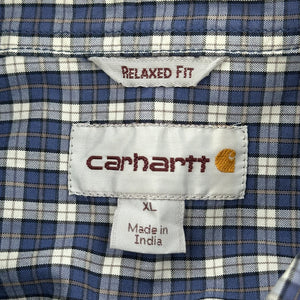 RELAXED FIT
carhartt
XL
Made in
India